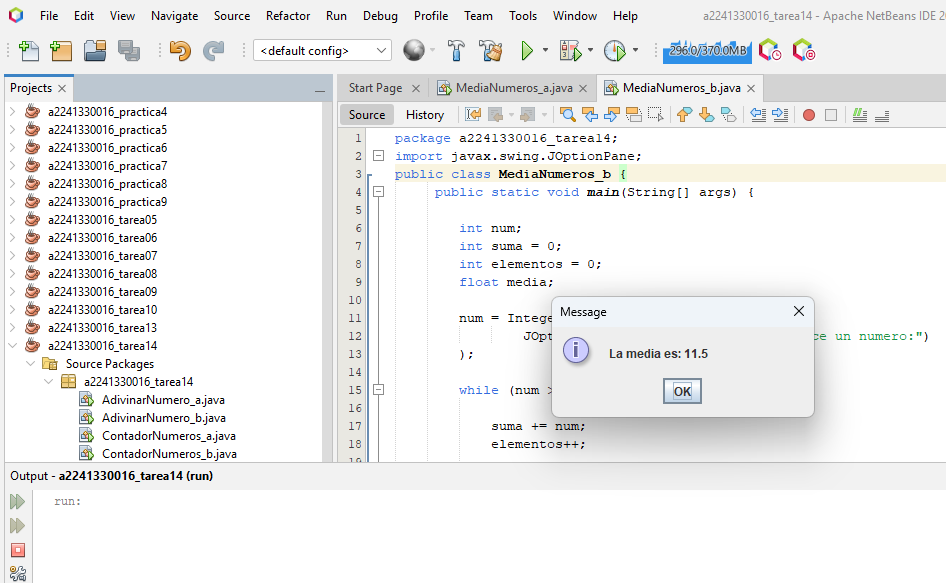 File Edit View Navigate Source Refactor Run Debug Profile Team Tools Window Help
a2241330016_tarea14 - Apache NetBeans IDE 2
<default config>
296.0/370.0MB
Projects
Start Page
MediaNumeros_a.java
MediaNumeros_b.java
Source History
a2241330016_practica4
a2241330016_practica5
a2241330016_practica6
a2241330016_practica7
a2241330016_practica8
a2241330016_practica9
a2241330016_tarea05
a2241330016_tarea06
a2241330016_tarea07
a2241330016_tarea08
a2241330016_tarea09
a2241330016_tarea10
a2241330016_tarea13
a2241330016_tarea14
Source Packages
a2241330016_tarea14
AdivinarNumero_a.java
AdivinarNumero_b.java
ContadorNumeros_a.java
ContadorNumeros_b.java
1 package a2241330016_tarea14;
2 import javax.swing.JOptionPane;
3 public class MediaNumeros_b {
4 public static void main(String[] args) {
5
6 int num;
7 int suma = 0;
8 int elementos = 0;
9 float media;
10
11 num = Intege
12 JOpt ce un numero:")
13 );
14
15 while (num >
16
17 suma += num;
18 elementos++;
19
Message
La media es: 11.5
OK
Output - a2241330016_tarea14 (run)
run: